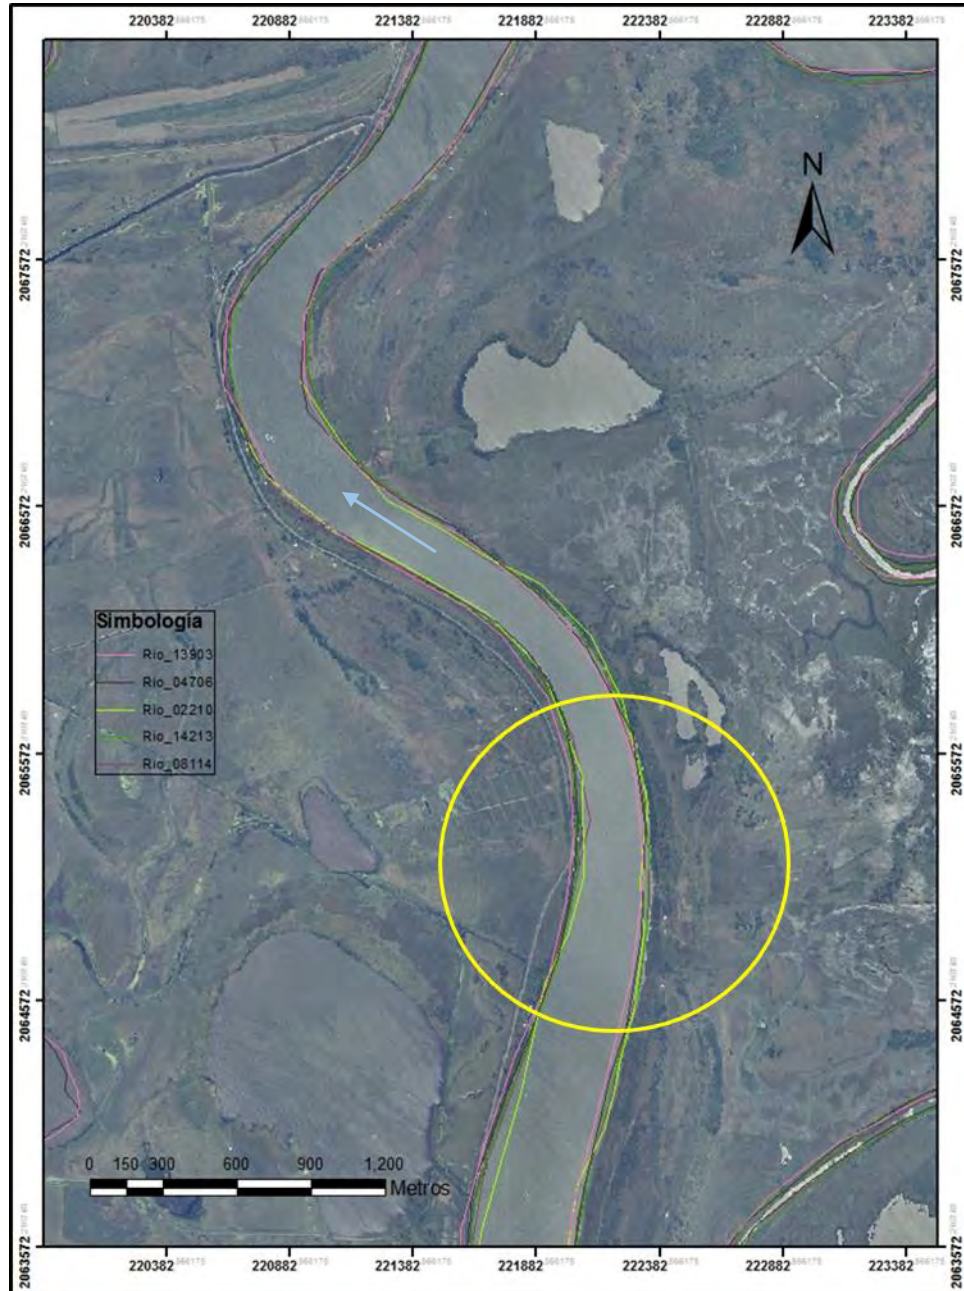 220382 220882 221382 221882 222382 222882 223382
N
2067572 2067572
2066572 2066572
Simbología
Rio_13903
Rio_04706
Rio_02210
Rio_14213
Rio_08114
2065572 2065572
2064572 2064572
0 150 300 600 900 1,200
Metros
2063572 2063572
220382 220882 221382 221882 222382 222882 223382